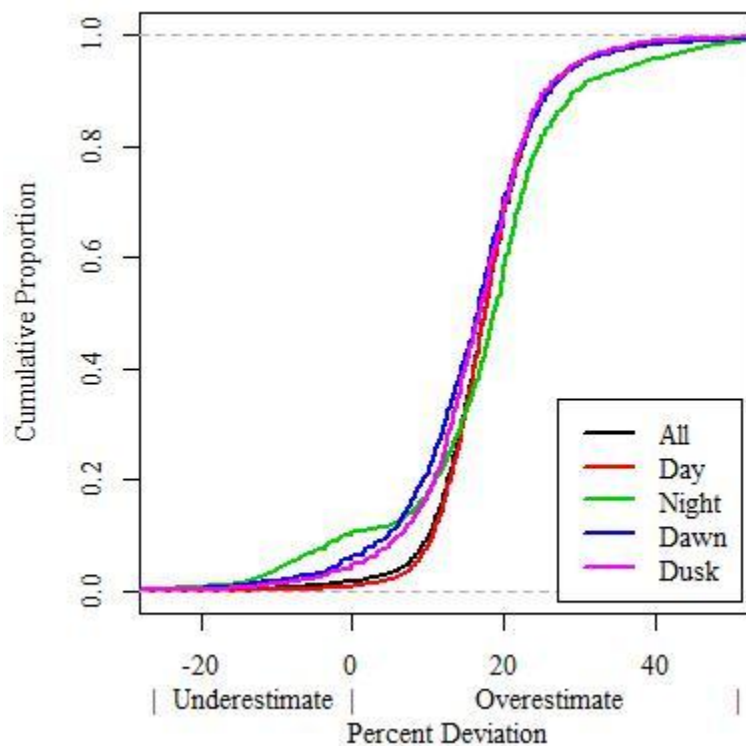 Cumulative Proportion
1.0
0.8
0.6
0.4
0.2
0.0
All
Day
Night
Dawn
Dusk
-20 0 20 40
| Underestimate | Overestimate |
Percent Deviation